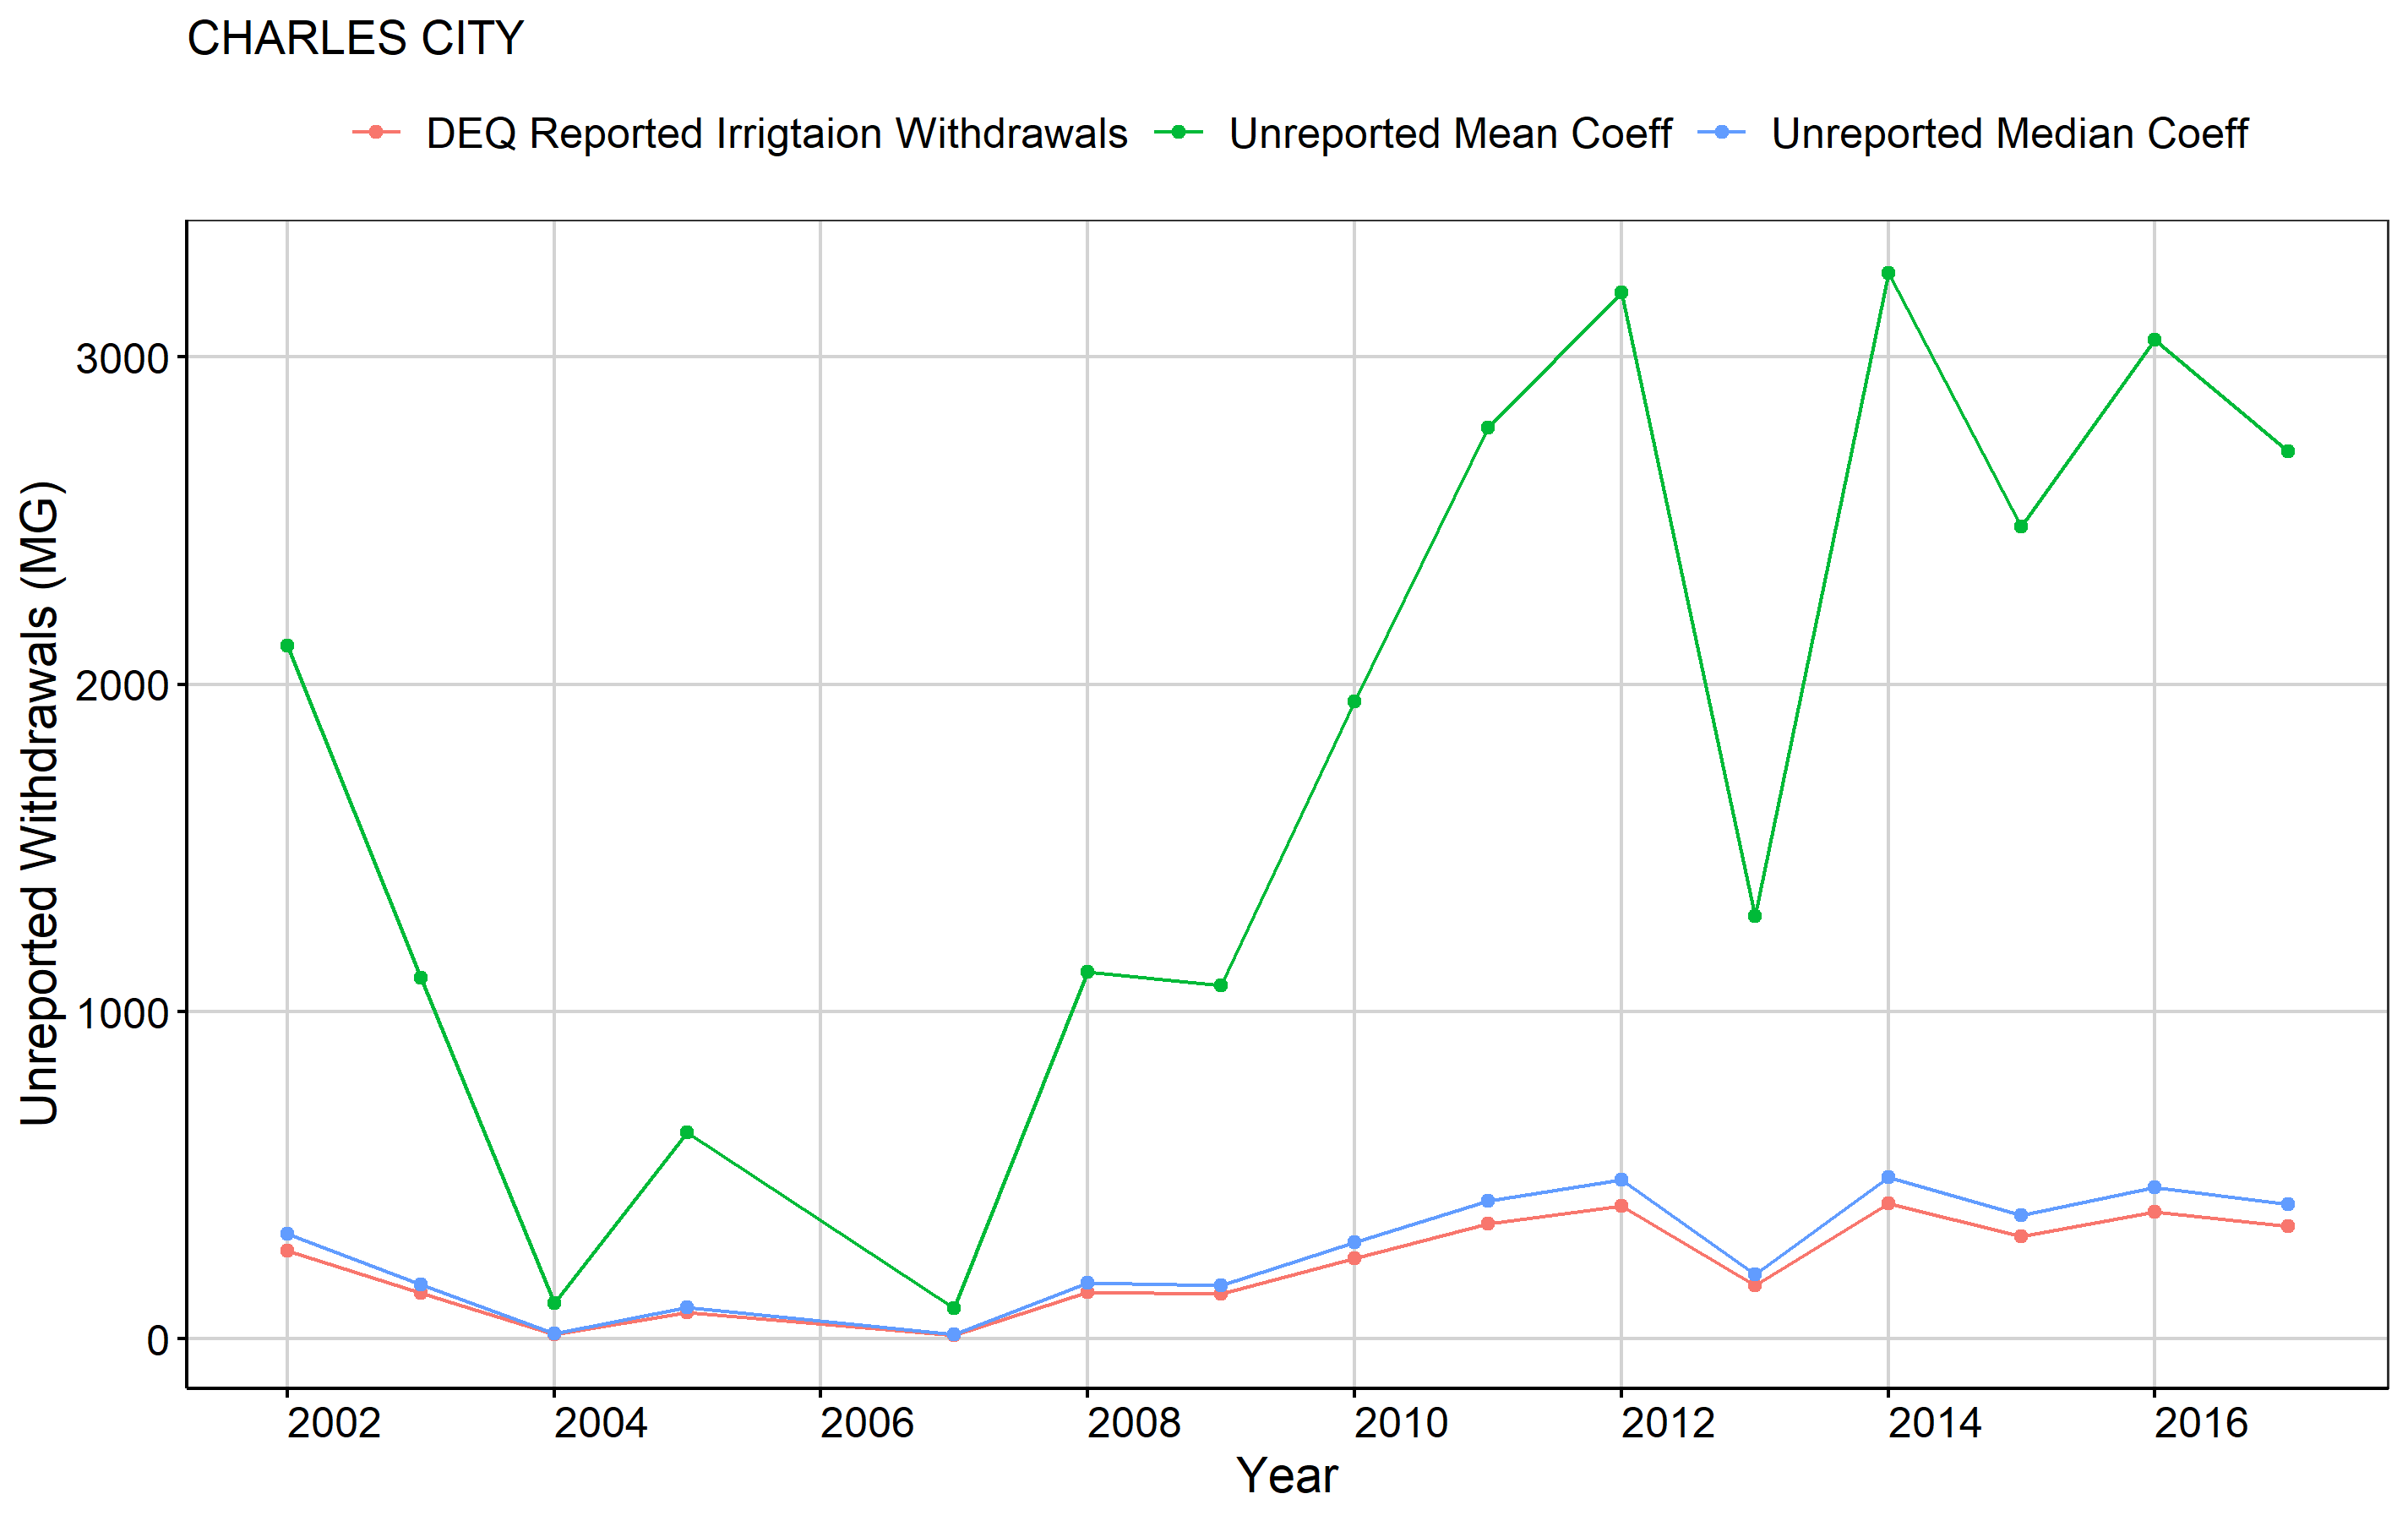 CHARLES CITY
DEQ Reported Irrigtaion Withdrawals Unreported Mean Coeff Unreported Median Coeff
Unreported Withdrawals (MG)
3000
2000
1000
0
2002 2004 2006 2008 2010 2012 2014 2016
Year